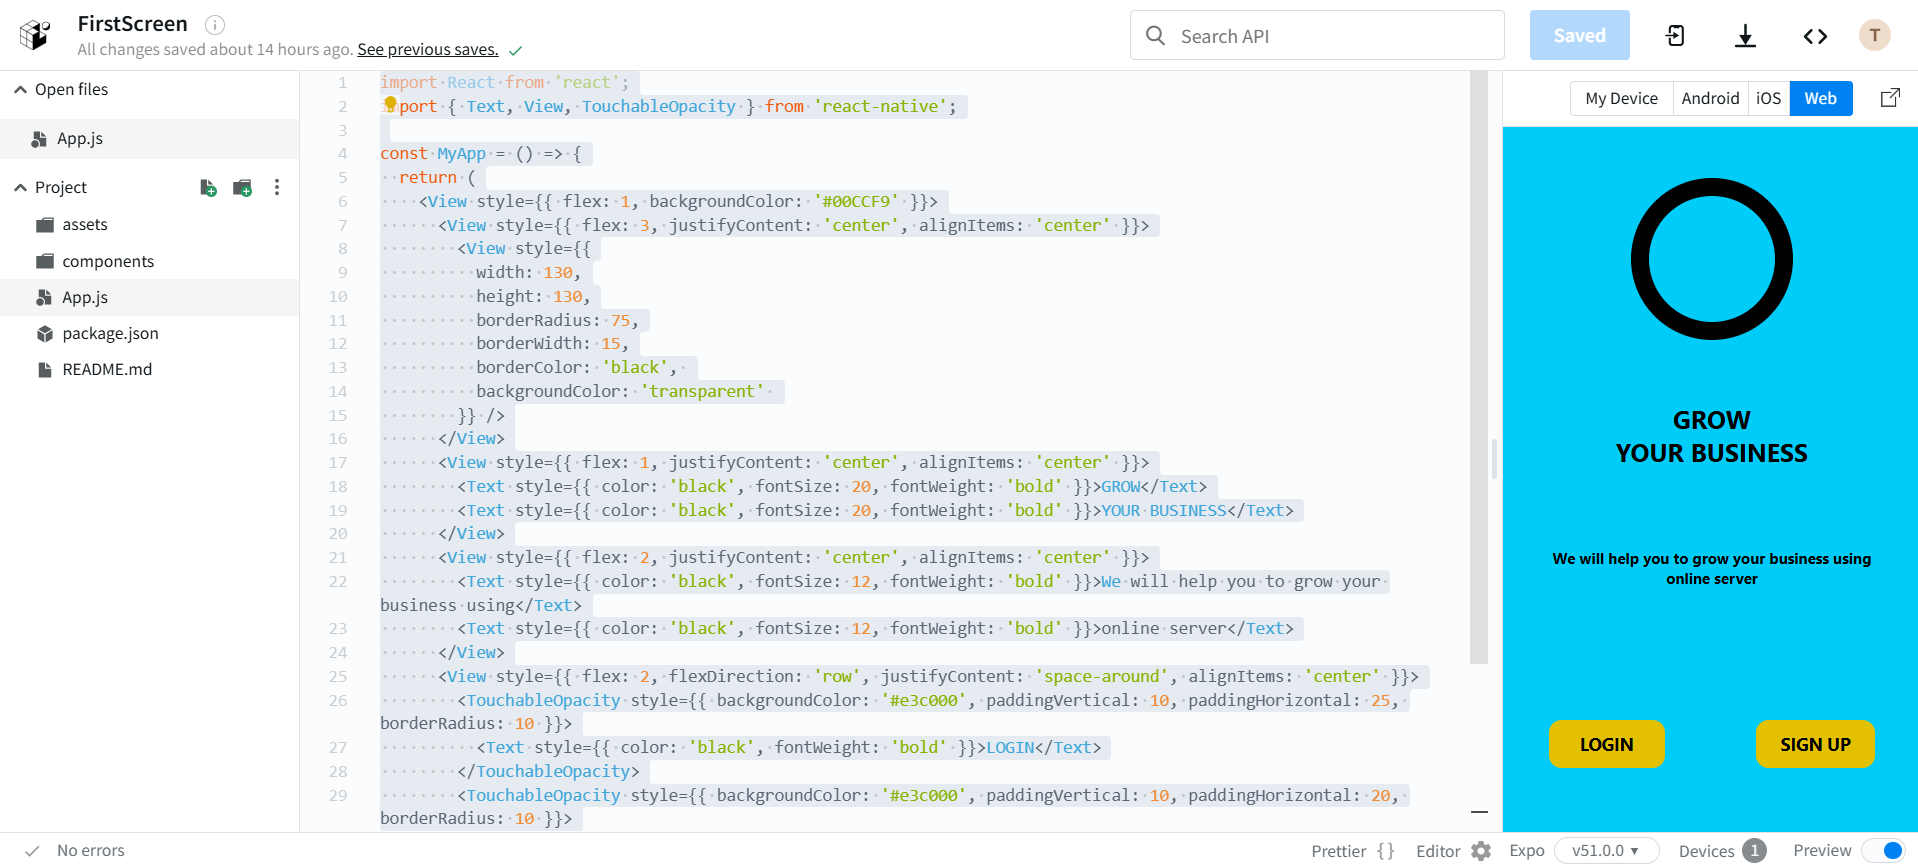 FirstScreen
All changes saved about 14 hours ago. See previous saves.
Search API
Saved
T
Open files
App.js
Project
assets
components
App.js
package.json
README.md
1 import React from 'react';
2 import { Text, View, TouchableOpacity } from 'react-native';
3
4 const MyApp = () => {
5 return (
6 <View style={{ flex: 1, backgroundColor: '#00CCF9' }}>
7 <View style={{ flex: 3, justifyContent: 'center', alignItems: 'center' }}>
8 <View style={{
9 width: 130,
10 height: 130,
11 borderRadius: 75,
12 borderWidth: 15,
13 borderColor: 'black',
14 backgroundColor: 'transparent'
15 }} />
16 </View>
17 <View style={{ flex: 1, justifyContent: 'center', alignItems: 'center' }}>
18 <Text style={{ color: 'black', fontSize: 20, fontWeight: 'bold' }}>GROW</Text>
19 <Text style={{ color: 'black', fontSize: 20, fontWeight: 'bold' }}>YOUR BUSINESS</Text>
20 </View>
21 <View style={{ flex: 2, justifyContent: 'center', alignItems: 'center' }}>
22 <Text style={{ color: 'black', fontSize: 12, fontWeight: 'bold' }}>We will help you to grow your
business using</Text>
23 <Text style={{ color: 'black', fontSize: 12, fontWeight: 'bold' }}>online server</Text>
24 </View>
25 <View style={{ flex: 2, flexDirection: 'row', justifyContent: 'space-around', alignItems: 'center' }}>
26 <TouchableOpacity style={{ backgroundColor: '#e3c000', paddingVertical: 10, paddingHorizontal: 25,
borderRadius: 10 }}>
27 <Text style={{ color: 'black', fontWeight: 'bold' }}>LOGIN</Text>
28 </TouchableOpacity>
29 <TouchableOpacity style={{ backgroundColor: '#e3c000', paddingVertical: 10, paddingHorizontal: 20,
borderRadius: 10 }}>
My Device Android iOS Web
GROW
YOUR BUSINESS
We will help you to grow your business using
online server
LOGIN SIGN UP
No errors
Prettier { } Editor Expo v51.0.0 Devices 1 Preview